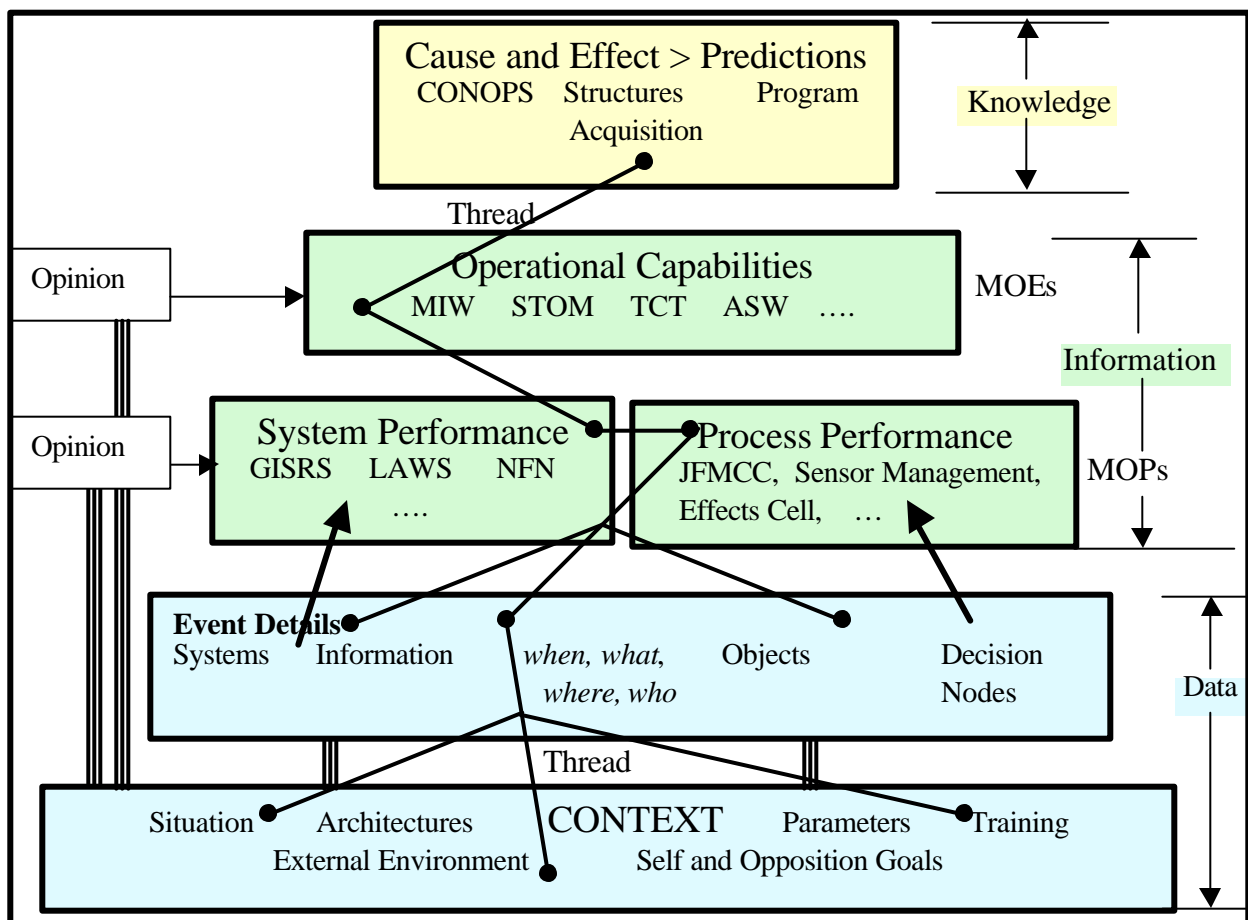 Cause and Effect > Predictions
CONOPS Structures Program
Acquisition
Knowledge
Thread
Opinion
Operational Capabilities
MIW STOM TCT ASW ....
MOEs
Information
Opinion
System Performance
GISRS LAWS NFN
....
Process Performance
JFMCC, Sensor Management,
Effects Cell, ...
MOPs
Event Details
Systems Information when, what, Objects Decision
where, who Nodes
Data
Thread
Situation Architectures CONTEXT Parameters Training
External Environment Self and Opposition Goals